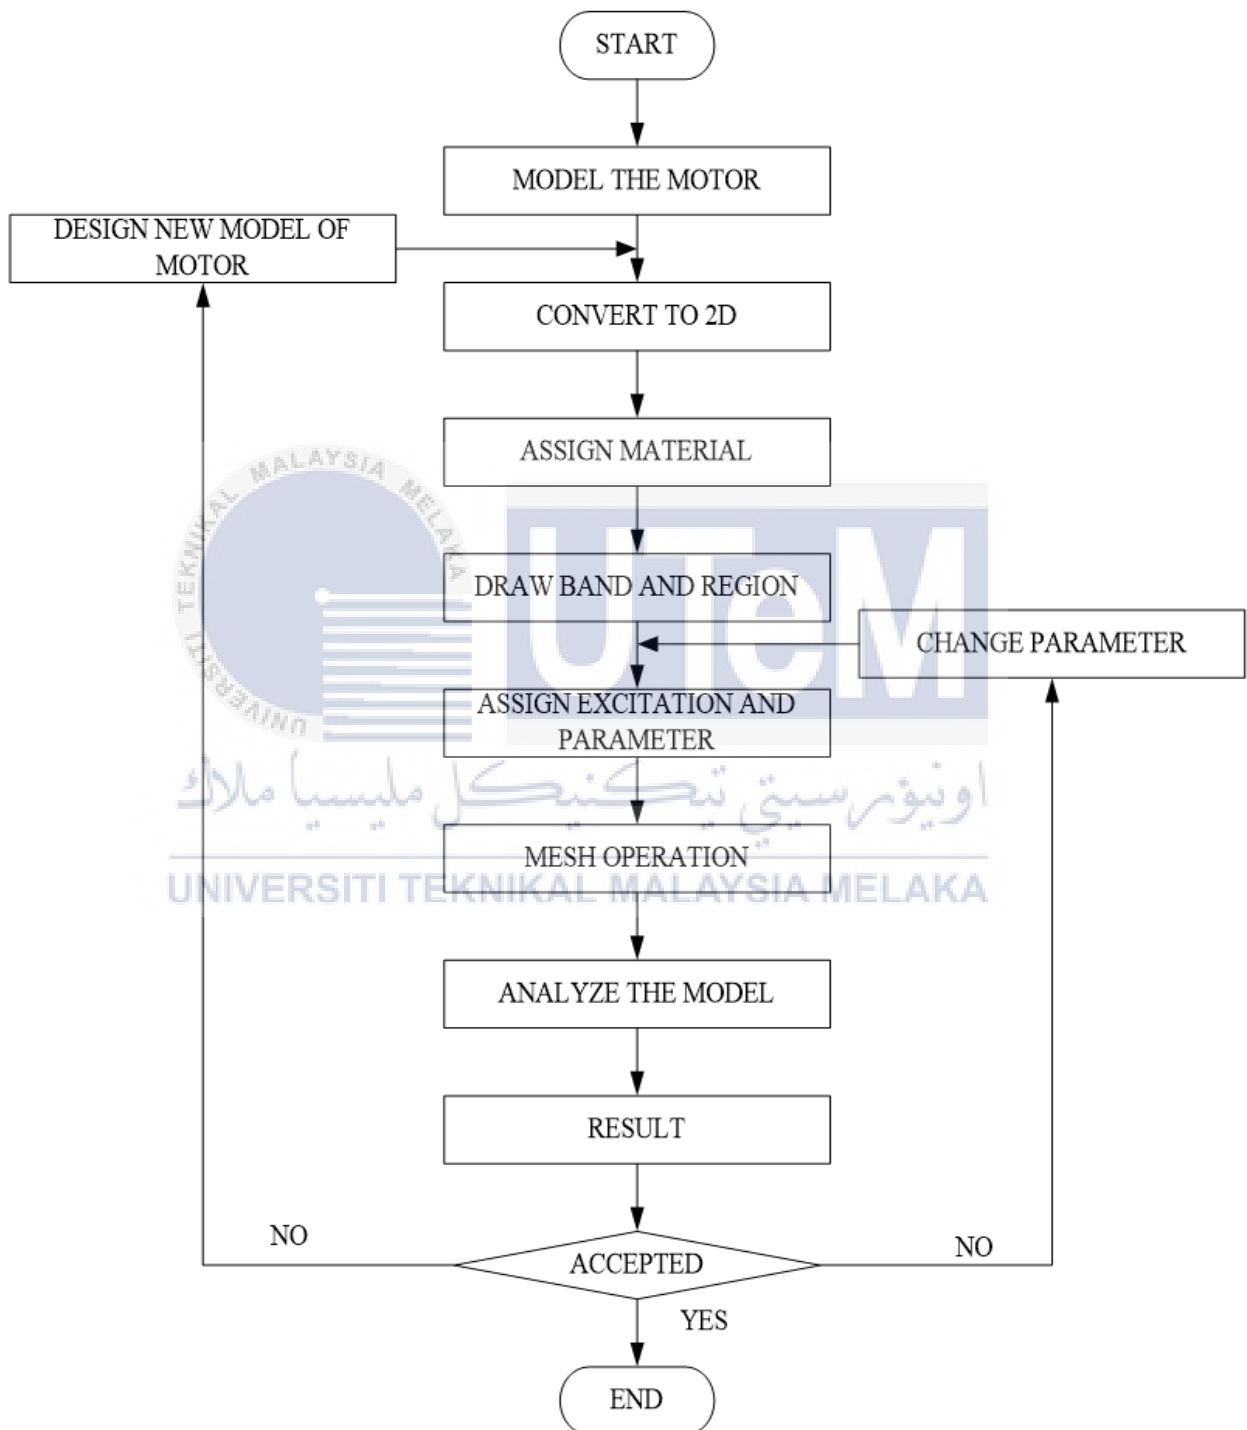 START
MODEL THE MOTOR
DESIGN NEW MODEL OF
MOTOR
CONVERT TO 2D
ASSIGN MATERIAL
UNIVERSITI TEKNIKAL MALAYSIA MELAKA
UTeM
DRAW BAND AND REGION
CHANGE PARAMETER
ASSIGN EXCITATION AND
PARAMETER
اونيۏرسيتي تيكنيكل مليسيا ملاك
MESH OPERATION
UNIVERSITI TEKNIKAL MALAYSIA MELAKA
ANALYZE THE MODEL
RESULT
NO
ACCEPTED
NO
YES
END